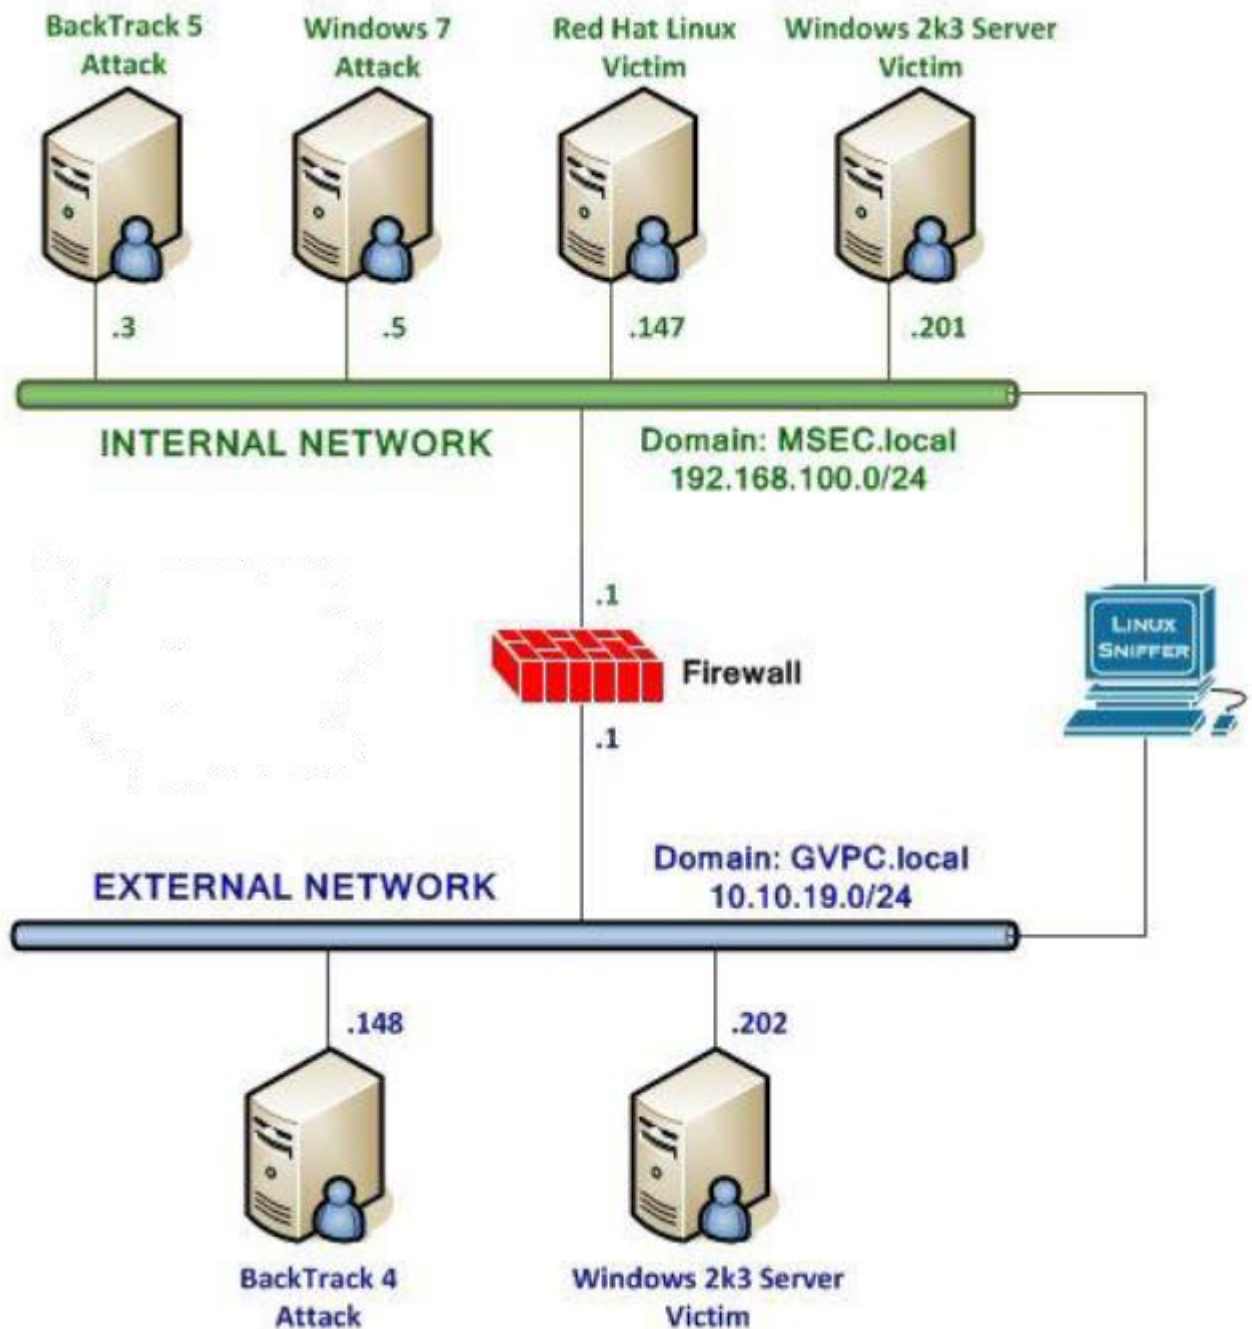 BackTrack 5
Attack
Windows 7
Attack
Red Hat Linux
Victim
Windows 2k3 Server
Victim
.3
.5
.147
.201
INTERNAL NETWORK
Domain: MSEC.local
192.168.100.0/24
.1
Firewall
LINUX
SNIFFER
.1
EXTERNAL NETWORK
Domain: GVPC.local
10.10.19.0/24
.148
.202
BackTrack 4
Attack
Windows 2k3 Server
Victim